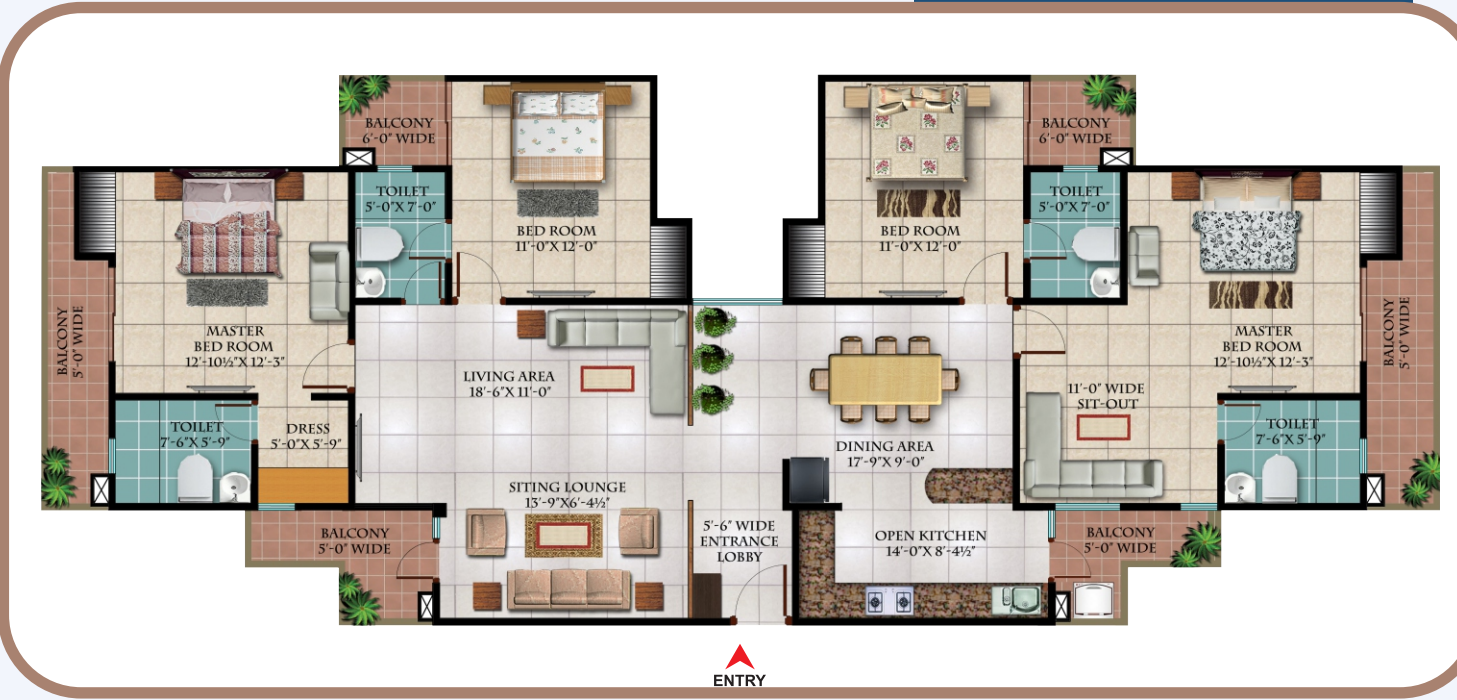 BALCONY
6'-0" WIDE
BALCONY
6'-0" WIDE
TOILET
5'-0"X 7'-0"
BED ROOM
11'-0"X 12'-0"
BED ROOM
11'-0"X 12'-0"
TOILET
5'-0"X 7'-0"
BALCONY
5'-0" WIDE
MASTER
BED ROOM
12'-10½"X 12'-3"
MASTER
BED ROOM
12'-10½"X 12'-3"
BALCONY
5'-0" WIDE
LIVING AREA
18'-6"X 11'-0"
11'-0" WIDE
SIT-OUT
TOILET
7'-6"X 5'-9"
DRESS
5'-0"X 5'-9"
DINING AREA
17'-9"X 9'-0"
TOILET
7'-6"X 5'-9"
SITING LOUNGE
13'-9"X6'-4½"
BALCONY
5'-0" WIDE
5'-6" WIDE
ENTRANCE
LOBBY
OPEN KITCHEN
14'-0"X 8'-4½"
BALCONY
5'-0" WIDE
ENTRY